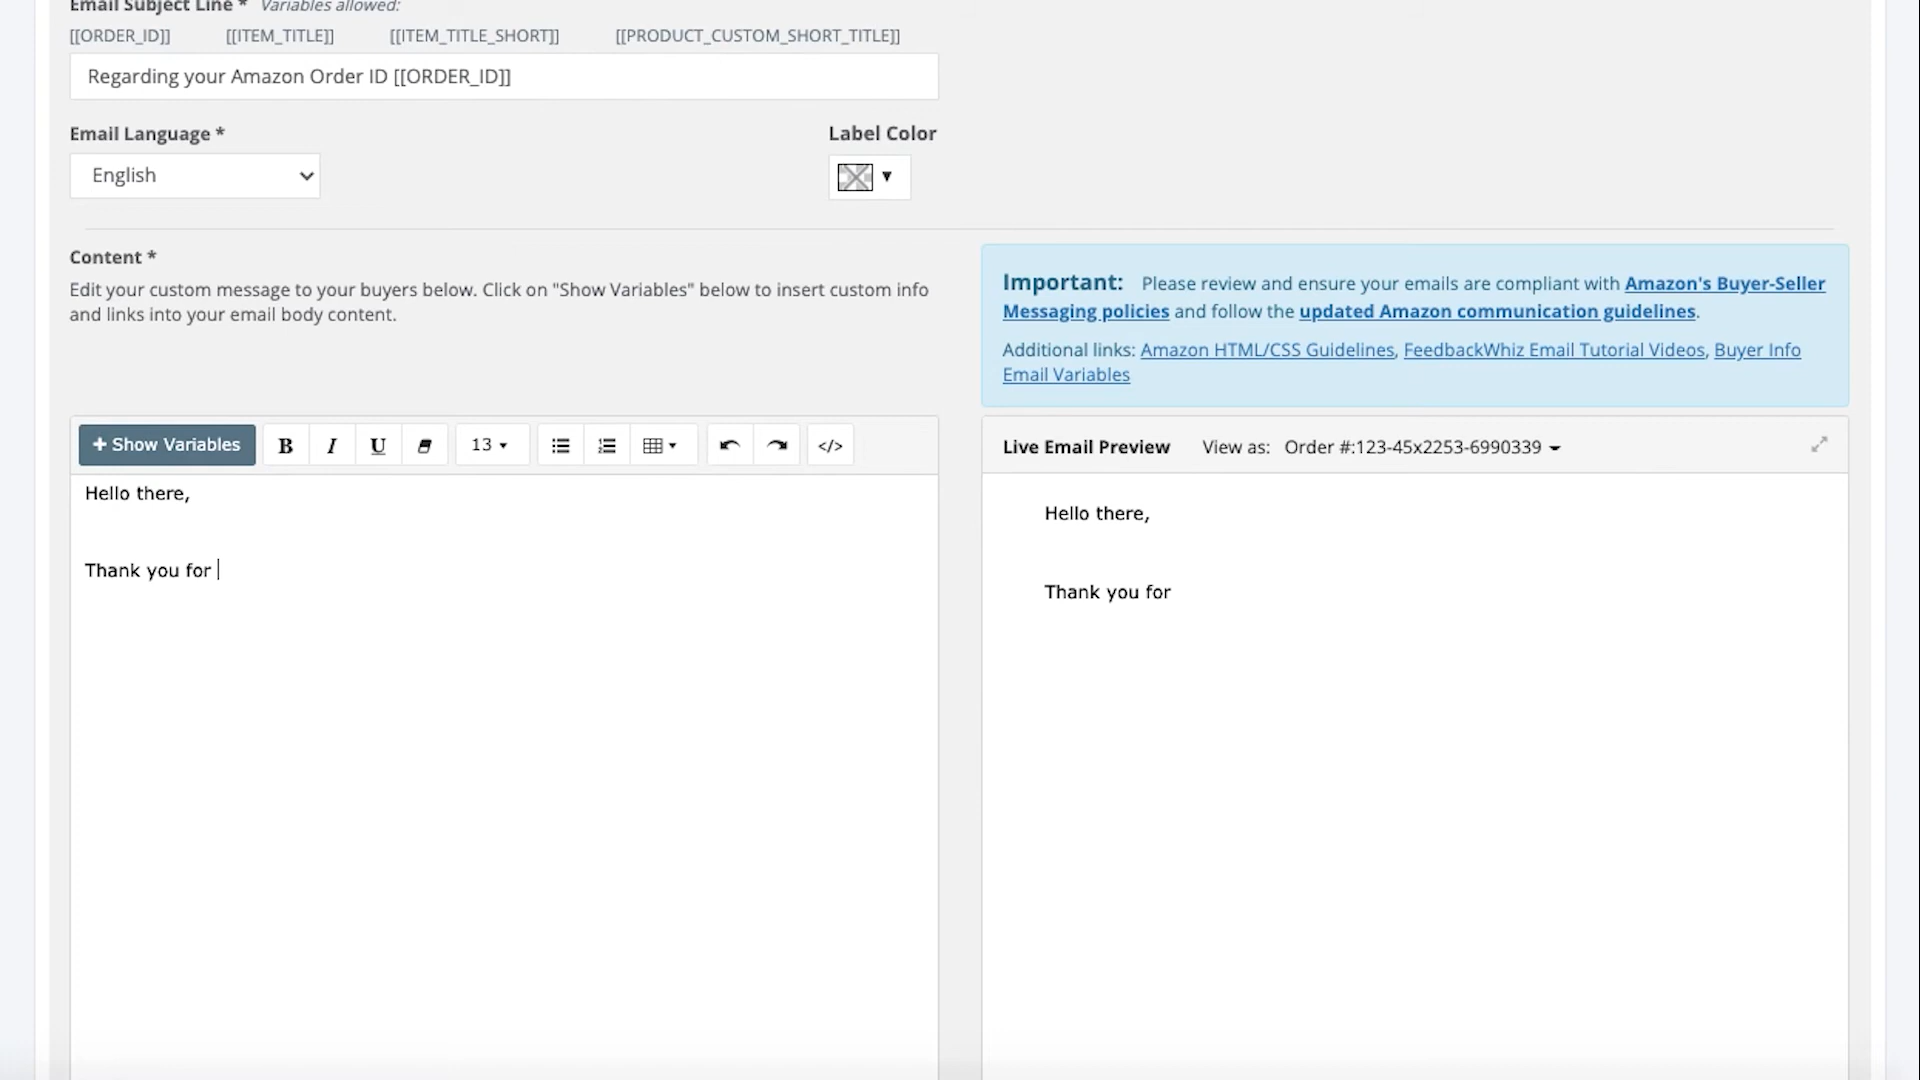 Email Subject Line * Variables allowed:
[[ORDER_ID]] [[ITEM_TITLE]] [[ITEM_TITLE_SHORT]] [[PRODUCT_CUSTOM_SHORT_TITLE]]
Regarding your Amazon Order ID [[ORDER_ID]]
Email Language * Label Color
English
Content *
Edit your custom message to your buyers below. Click on "Show Variables" below to insert custom info
and links into your email body content.
Important: Please review and ensure your emails are compliant with Amazon's Buyer-Seller
Messaging policies and follow the updated Amazon communication guidelines.
Additional links: Amazon HTML/CSS Guidelines, FeedbackWhiz Email Tutorial Videos, Buyer Info
Email Variables
+ Show Variables B I U 13 </>
Hello there,
Thank you for
Live Email Preview View as: Order #:123-45x2253-6990339
Hello there,
Thank you for